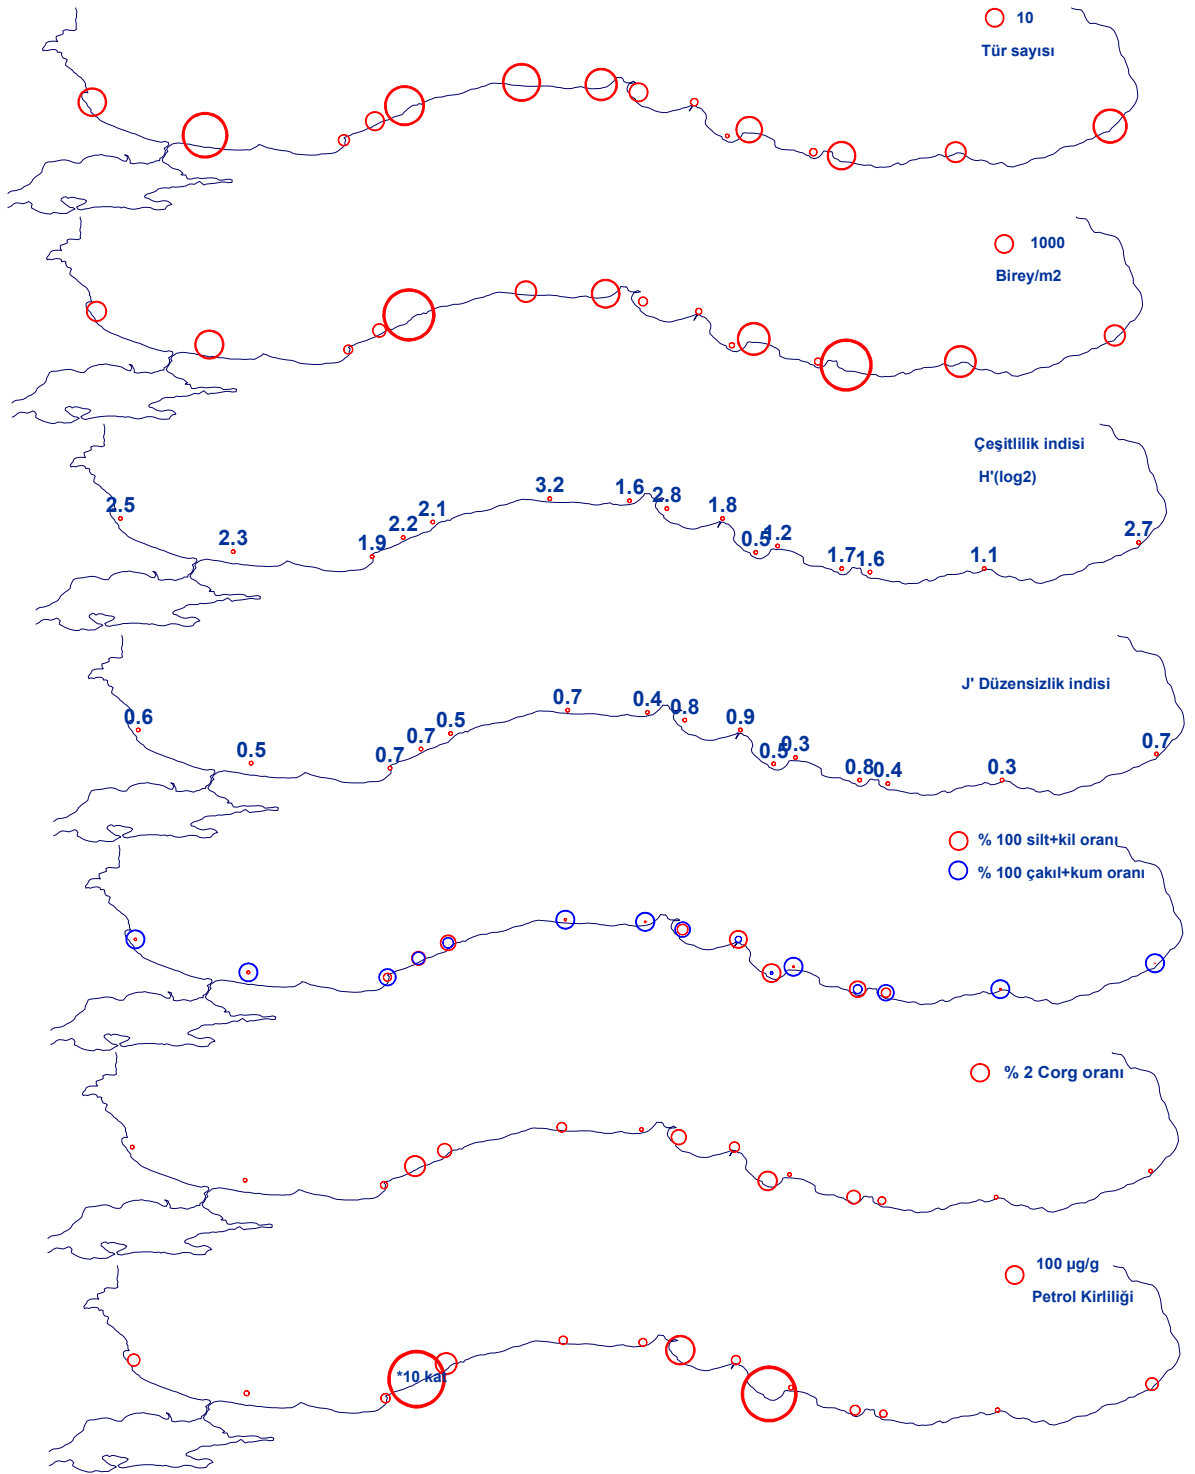 10
Tür sayısı
1000
Birey/m2
Çeşitlilik indisi
H'(log2)
2.5
2.3
1.9
2.2
2.1
3.2
1.6
2.8
1.8
0.5
1.2
1.7
1.6
1.1
2.7
J' Düzensizlik indisi
0.6
0.5
0.7
0.7
0.5
0.7
0.4
0.8
0.9
0.5
0.3
0.8
0.4
0.3
0.7
% 100 silt+kil oranı
% 100 çakıl+kum oranı
% 2 Corg oranı
100 µg/g
Petrol Kirliliği
*10 kat